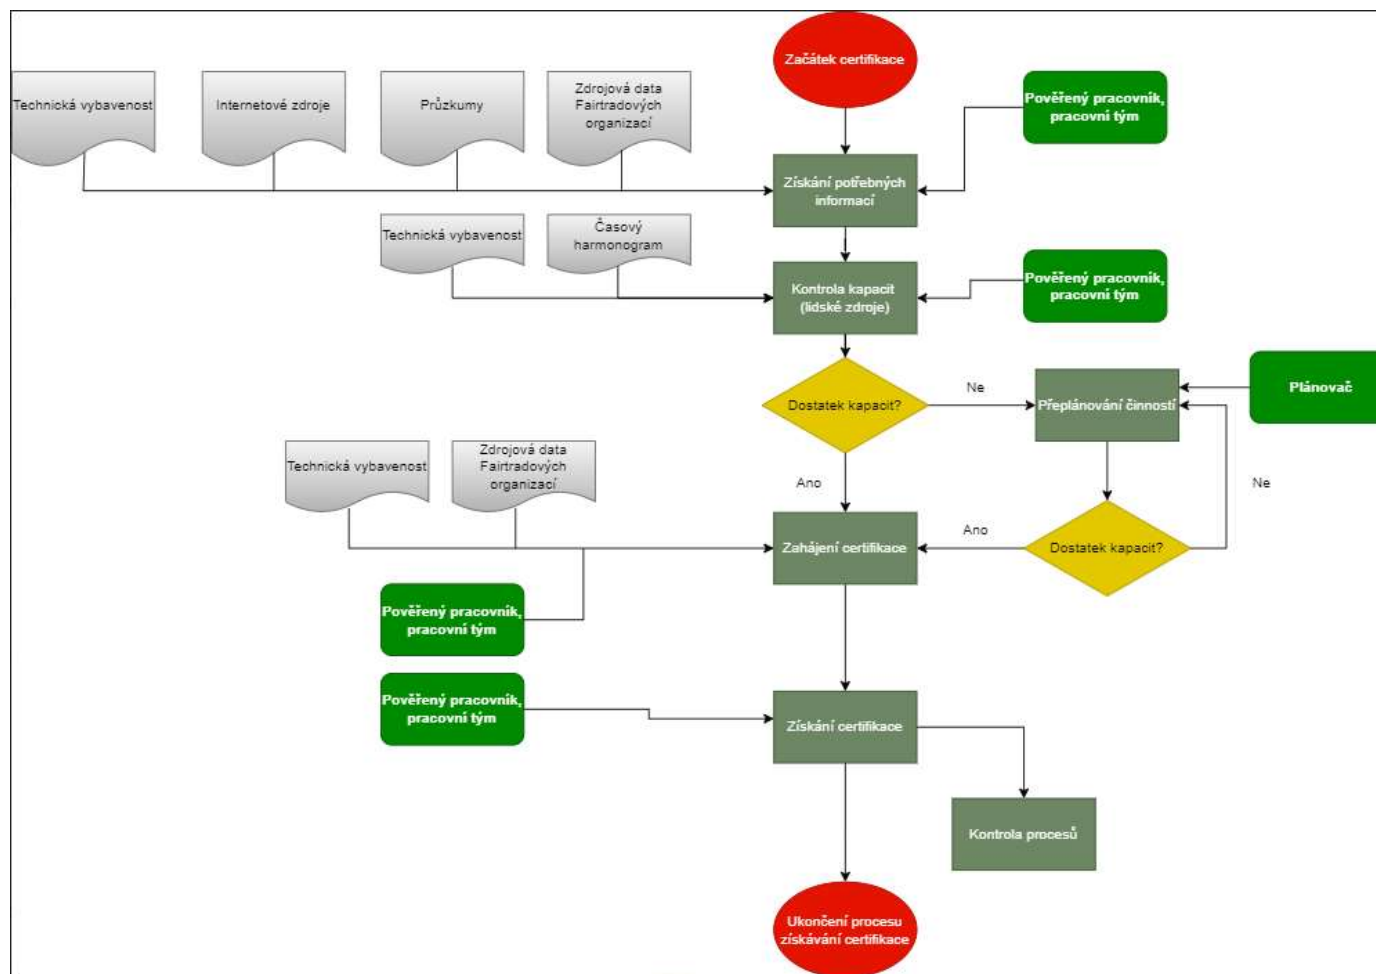 Začátek certifikace
Technická vybavenost
Internetové zdroje
Průzkumy
Zdrojová data
Fairtradových
organizací
Pověřený pracovník,
pracovní tým
Získání potřebných
informací
Technická vybavenost
Časový
harmonogram
Kontrola kapacit
(lidské zdroje)
Pověřený pracovník,
pracovní tým
Dostatek kapacit?
Ne
Přeplánování činností
Plánovač
Technická vybavenost
Zdrojová data
Fairtradových
organizací
Ano
Ne
Zahájení certifikace
Ano
Dostatek kapacit?
Pověřený pracovník,
pracovní tým
Pověřený pracovník,
pracovní tým
Získání certifikace
Kontrola procesů
Ukončení procesu
získávání certifikace